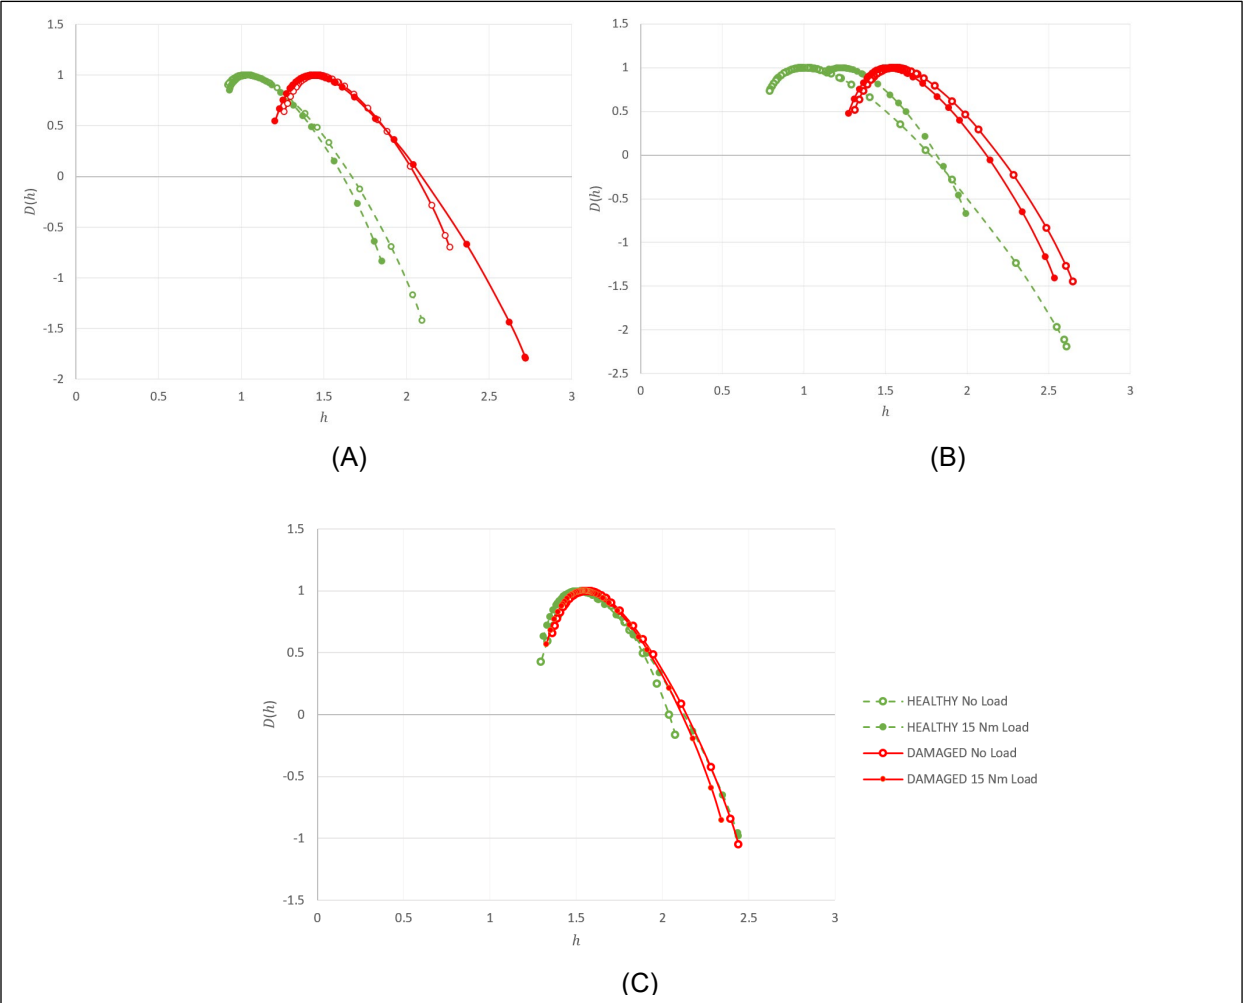 1.5
1
0.5
0
-0.5
-1
-1.5
-2
D(h)
0 0.5 1 1.5 2 2.5 3
h
(A)
1.5
1
0.5
0
-0.5
-1
-1.5
-2
-2.5
D(h)
0 0.5 1 1.5 2 2.5 3
h
(B)
1.5
1
0.5
0
-0.5
-1
-1.5
D(h)
0 0.5 1 1.5 2 2.5 3
h
HEALTHY No Load
HEALTHY 15 Nm Load
DAMAGED No Load
DAMAGED 15 Nm Load
(C)